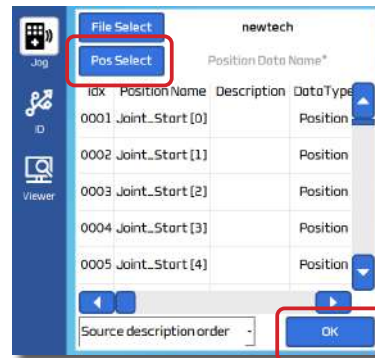 Jog
ID
Viewer
File Select newtech
Pos Select Position Data Name*
Idx Position Name Description DataType
0001 Joint_Start[0] Position
0002 Joint_Start[1] Position
0003 Joint_Start[2] Position
0004 Joint_Start[3] Position
0005 Joint_Start[4] Position
Source description order
OK